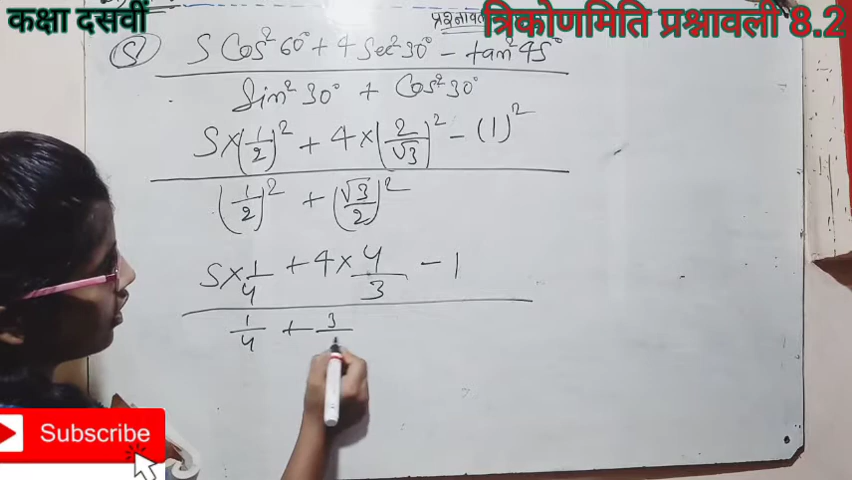 कक्षा दसवीं
त्रिकोणमिति प्रश्नावली 8.2
(5) 5 Cos² 60° + 4 Sec² 30° - tan² 45°
Sin² 30° + Cos² 30°
5×(1/2)² + 4×(2/√3)² - (1)²
(1/2)² + (√3/2)²
5×1/4 + 4×4/3 - 1
1/4 + 3
Subscribe